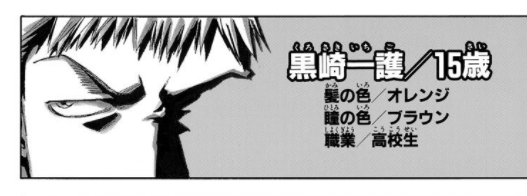 黒崎一護／15歳
髪の色／オレンジ
瞳の色／ブラウン
職業／高校生